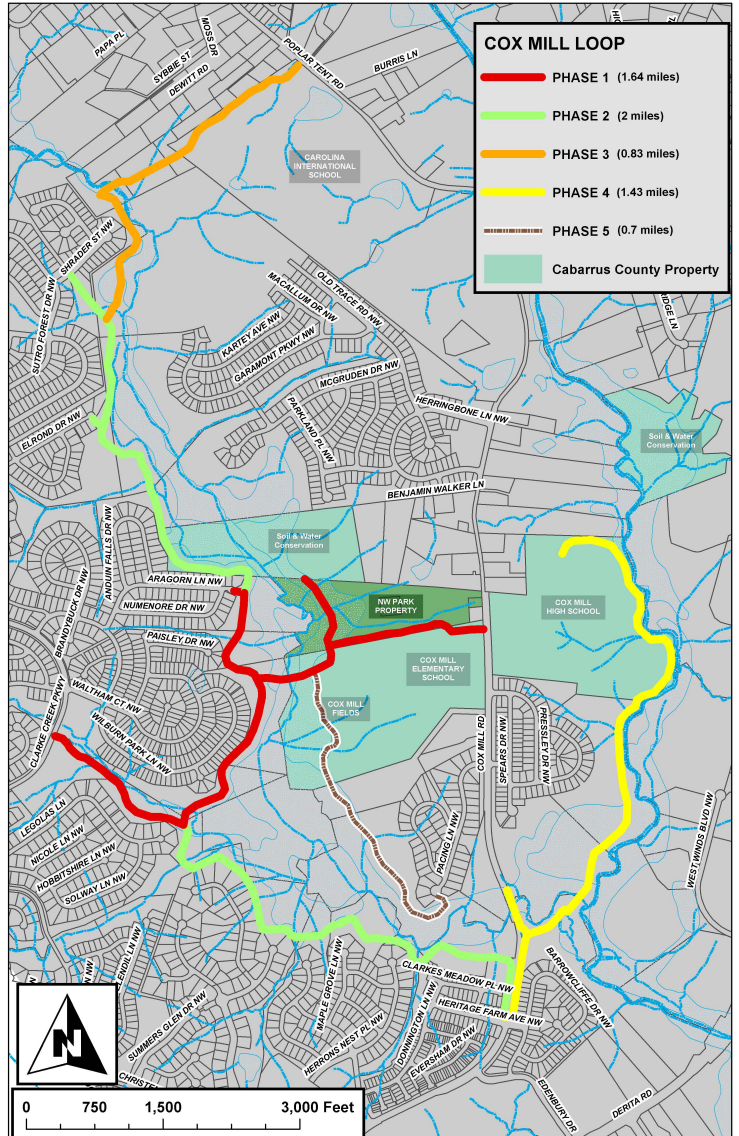 COX MILL LOOP
PHASE 1 (1.64 miles)
PHASE 2 (2 miles)
PHASE 3 (0.83 miles)
PHASE 4 (1.43 miles)
PHASE 5 (0.7 miles)
Cabarrus County Property
PAPA PL
MOSS DR
SYBBIE ST
DEWITT RD
POPLAR TENT RD
BURRIS LN
CAROLINA
INTERNATIONAL
SCHOOL
SHRADER ST NW
SUTRO FOREST DR NW
OLD TRACE RD NW
MACALLUM DR NW
KARTEY AVE NW
GARAMONT PKWY NW
MCGRUDEN DR NW
IDGE LN
HERRINGBONE LN NW
PARKLAND PL NW
ELROND DR NW
Soil & Water
Conservation
BENJAMIN WALKER LN
ANDUIN FALLS DR NW
Soil & Water
Conservation
ARAGORN LN NW
NUMENORE DR NW
BRANDYBUCK DR NW
PAISLEY DR NW
NW PARK
PROPERTY
COX MILL
HIGH SCHOOL
COX MILL
ELEMENTARY
SCHOOL
COX MILL
FIELDS
WALTHAM CT NW
WILBURN PARK LN NW
CLARKE CREEK PKWY
COX MILL RD
SPEARS DR NW
PRESSLEY DR NW
LEGOLAS LN
NICOLE LN NW
HOBBITSHIRE LN NW
SOLWAY LN NW
PACING LN NW
WEST WINDS BLVD NW
LENDIL LN NW
NW
SUMMERS GLEN DR NW
MAPLE GROVE LN NW
CLARKES MEADOW PL NW
BARROWCLIFFE DR NW
HERITAGE FARM AVE NW
HERRONS NEST PL NW
DONNINGTON LN NW
EVERSHAM DR NW
EDENBURY DR
DERITA RD
CHRISTE
N
0 750 1,500 3,000 Feet